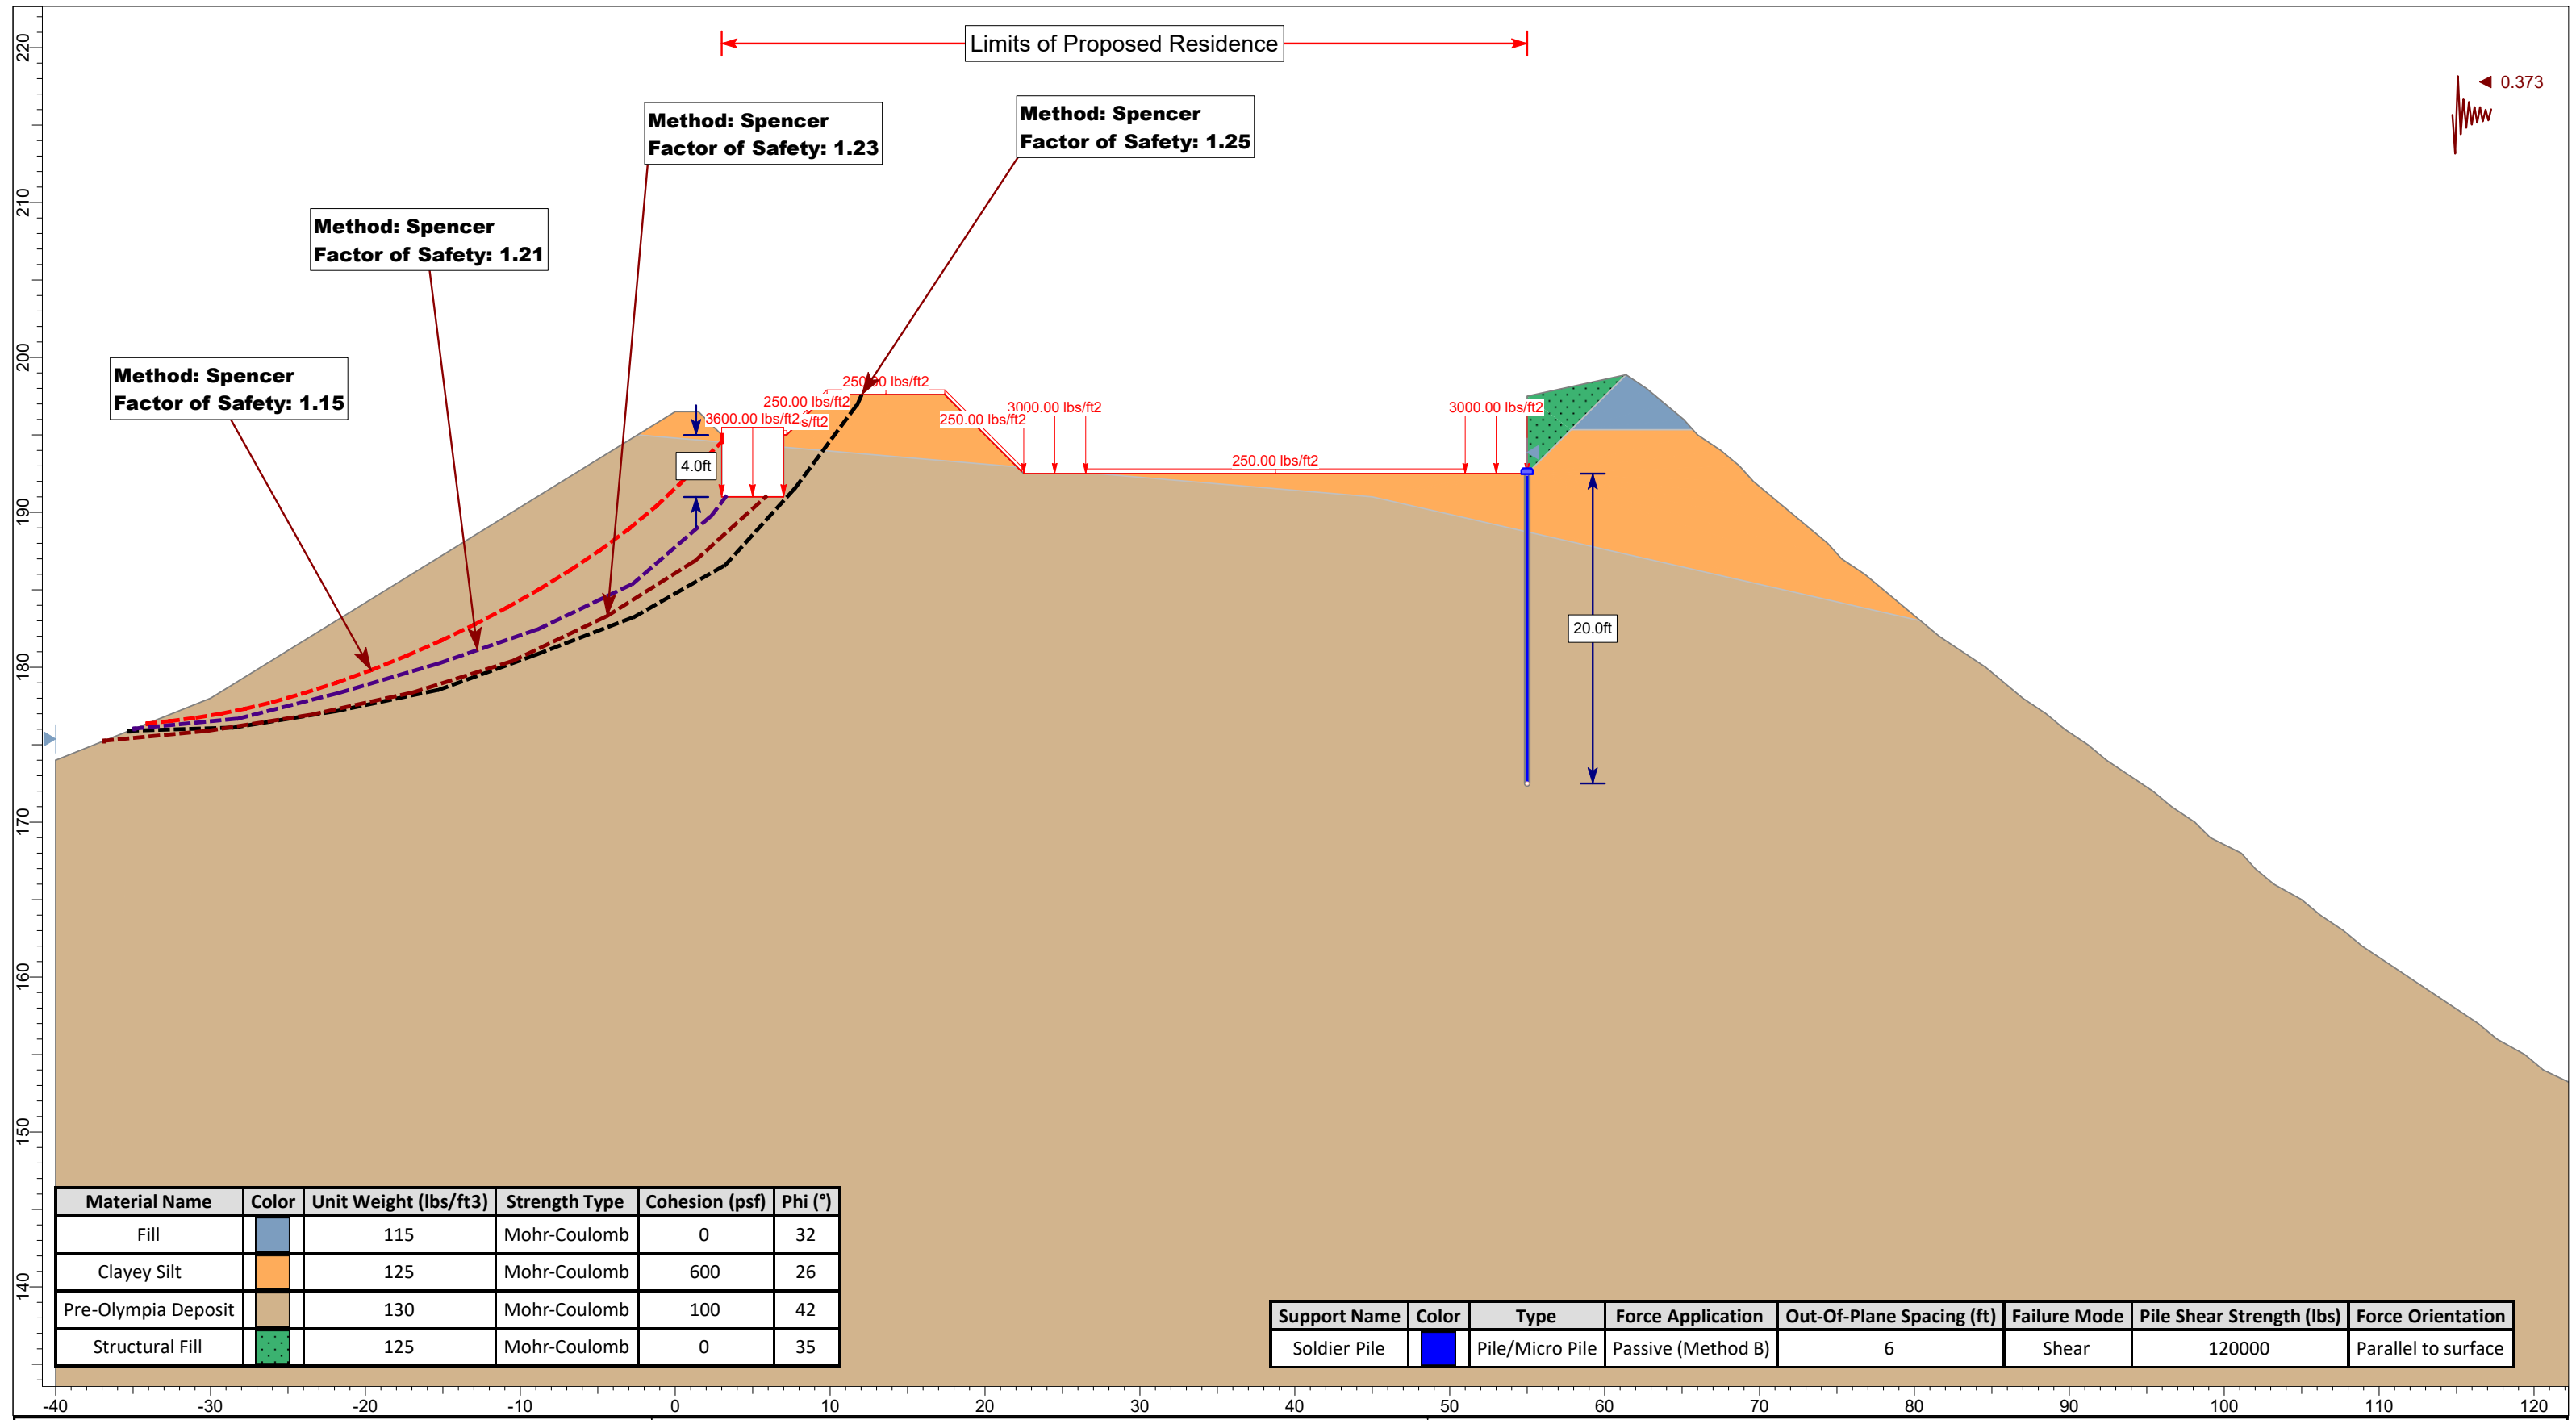 Limits of Proposed Residence
0.373
Method: Spencer
Factor of Safety: 1.23
Method: Spencer
Factor of Safety: 1.25
Method: Spencer
Factor of Safety: 1.21
Method: Spencer
Factor of Safety: 1.15
250.00 lbs/ft2
250.00 lbs/ft2
3600.00 lbs/ft2
s/ft2
250.00 lbs/ft2
3000.00 lbs/ft2
3000.00 lbs/ft2
250.00 lbs/ft2
4.0ft
20.0ft
220
210
200
190
180
170
160
150
140
Material Name Color Unit Weight (lbs/ft3) Strength Type Cohesion (psf) Phi (°)
Fill 115 Mohr-Coulomb 0 32
Clayey Silt 125 Mohr-Coulomb 600 26
Pre-Olympia Deposit 130 Mohr-Coulomb 100 42
Structural Fill 125 Mohr-Coulomb 0 35
Support Name Color Type Force Application Out-Of-Plane Spacing (ft) Failure Mode Pile Shear Strength (lbs) Force Orientation
Soldier Pile Pile/Micro Pile Passive (Method B) 6 Shear 120000 Parallel to surface
-40 -30 -20 -10 0 10 20 30 40 50 60 70 80 90 100 110 120